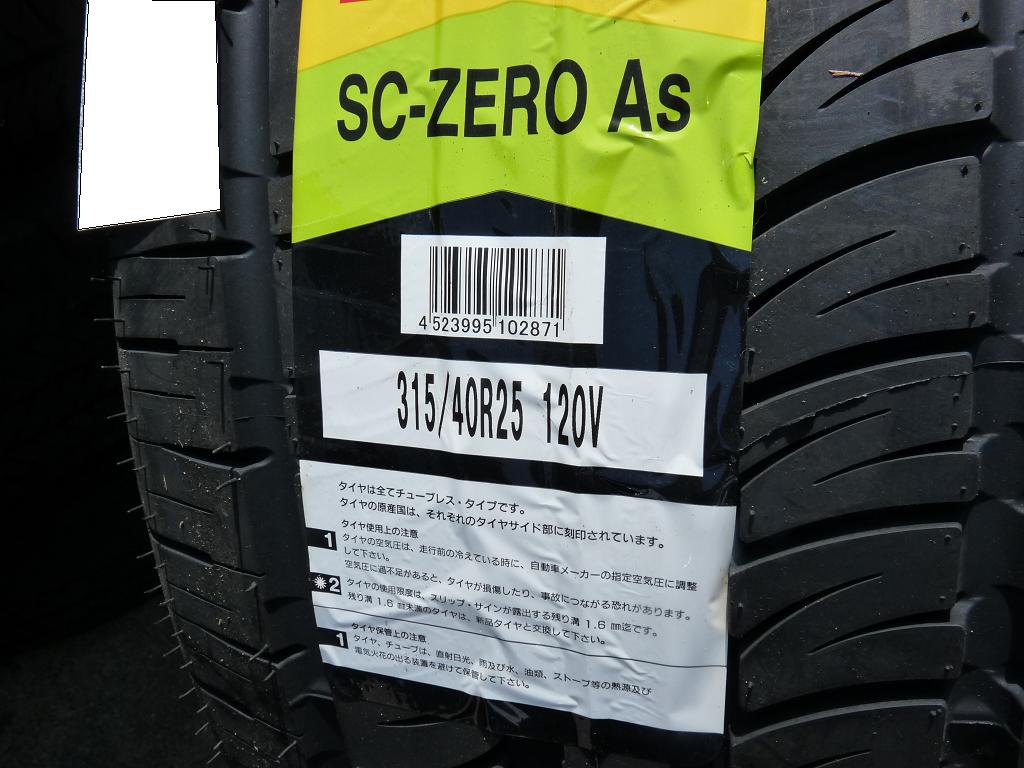 SC-ZERO As
4 523995 102871
315/40R25 120V
タイヤは全てチューブレス・タイプです。
タイヤの原産国は、それぞれのタイヤサイド部に刻印されています。
1 タイヤ使用上の注意
タイヤの空気圧は、走行前の冷えている時に、自動車メーカーの指定空気圧に調整
して下さい。
空気圧に過不足があると、タイヤが損傷したり、事故につながる恐れがあります。
※2 タイヤの使用限度は、スリップ・サインが露出する残り溝 1.6 ㎜迄です。
残り溝 1.6 ㎜未満のタイヤは、新品タイヤと交換して下さい。
1 タイヤ保管上の注意
タイヤ、チューブは、直射日光、雨及び水、油類、ストーブ等の熱源及び
電気火花の出る装置を避けて保管して下さい。